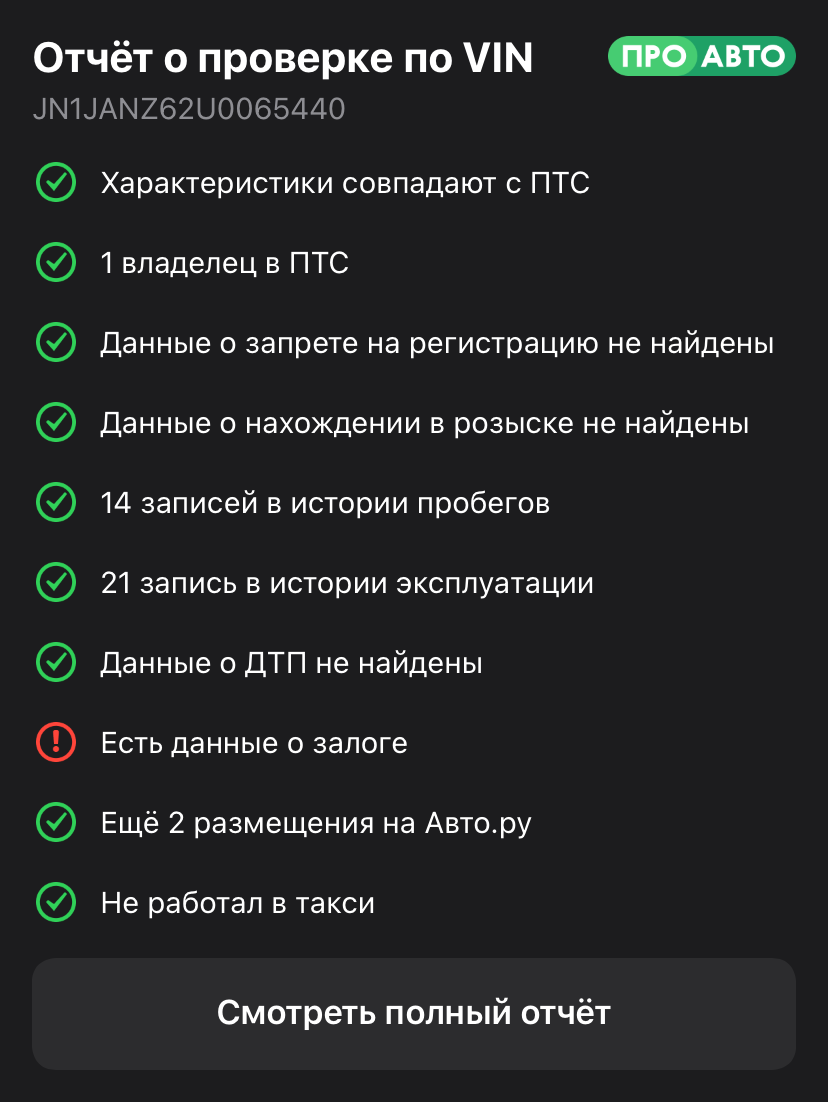 Отчёт о проверке по VIN
ПРО АВТО
JN1JANZ62U0065440
Характеристики совпадают с ПТС
1 владелец в ПТС
Данные о запрете на регистрацию не найдены
Данные о нахождении в розыске не найдены
14 записей в истории пробегов
21 запись в истории эксплуатации
Данные о ДТП не найдены
Есть данные о залоге
Ещё 2 размещения на Авто.ру
Не работал в такси
Смотреть полный отчёт